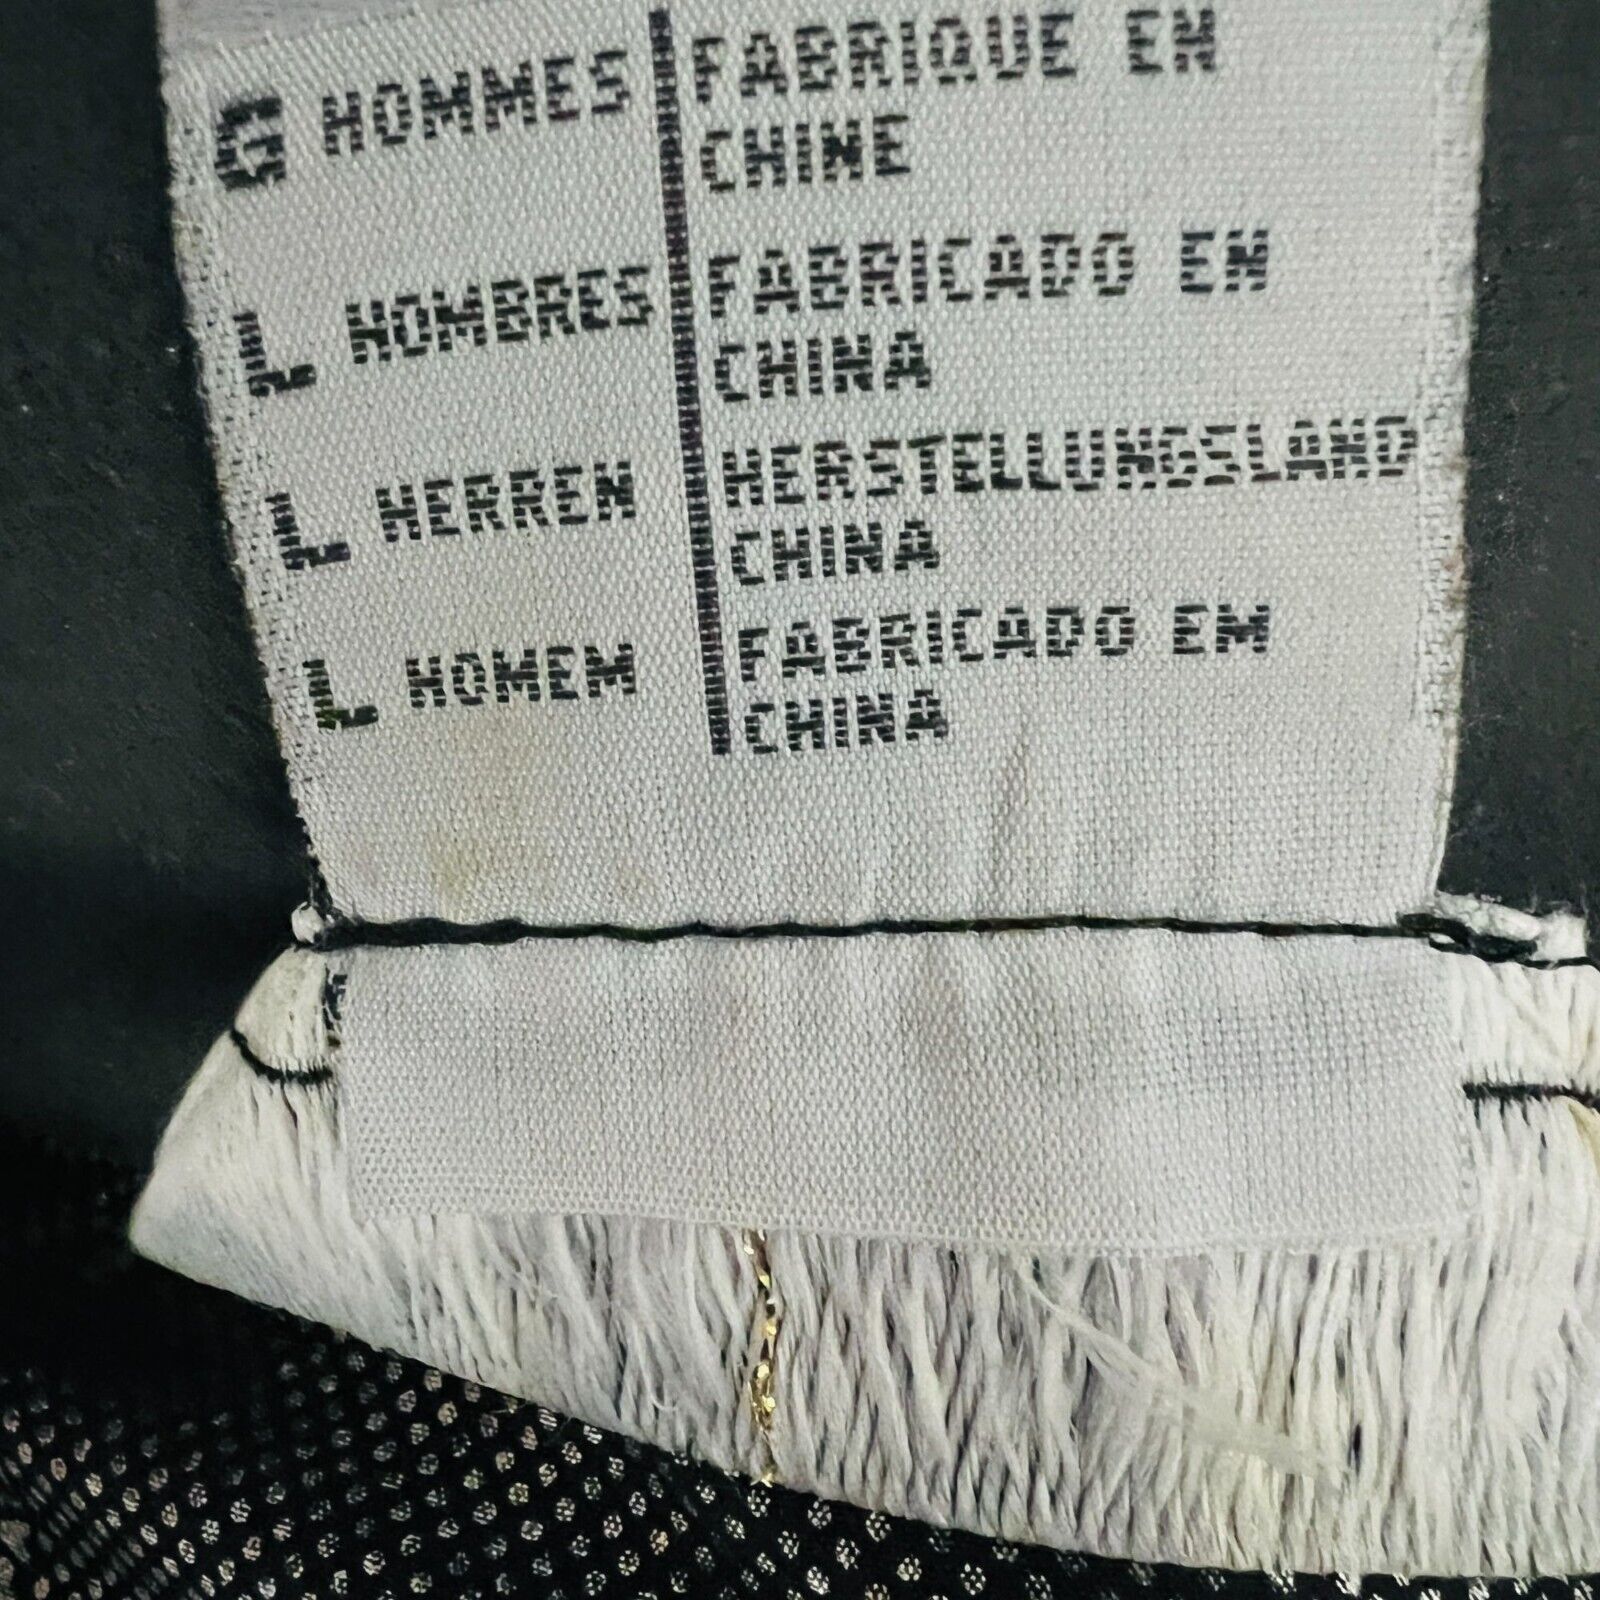 G HOMMES FABRIQUE EN
CHINE
L HOMBRES FABRICADO EN
CHINA
L HERREN HERSTELLUNGSLAND
CHINA
L HOMEM FABRICADO EM
CHINA